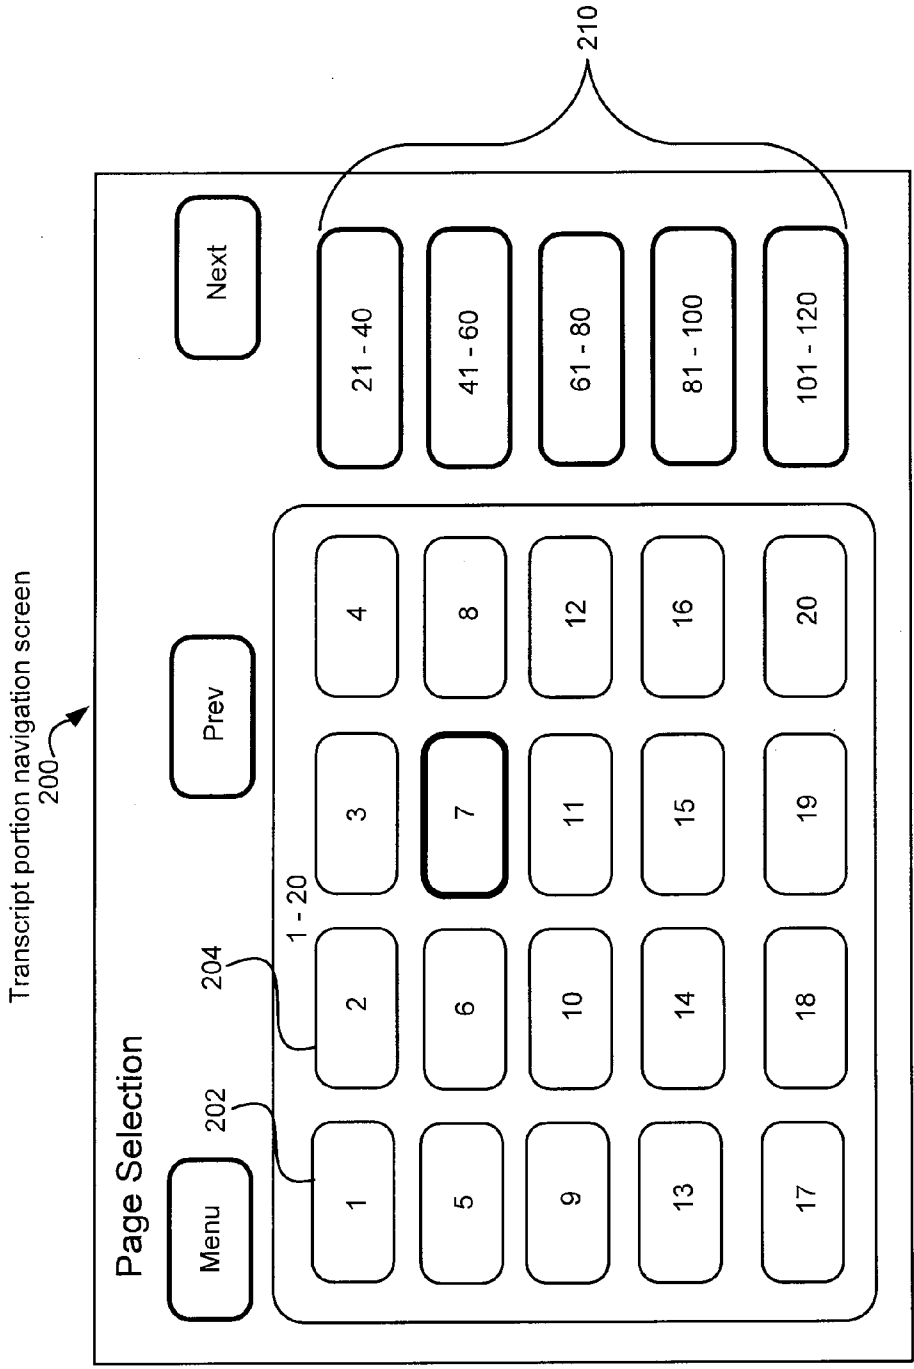 Transcript portion navigation screen
200
Page Selection
Menu
Prev
Next
202
204
1 - 20
1 2 3 4
21 - 40
5 6 7 8
41 - 60
9 10 11 12
61 - 80
13 14 15 16
81 - 100
17 18 19 20
101 - 120
210